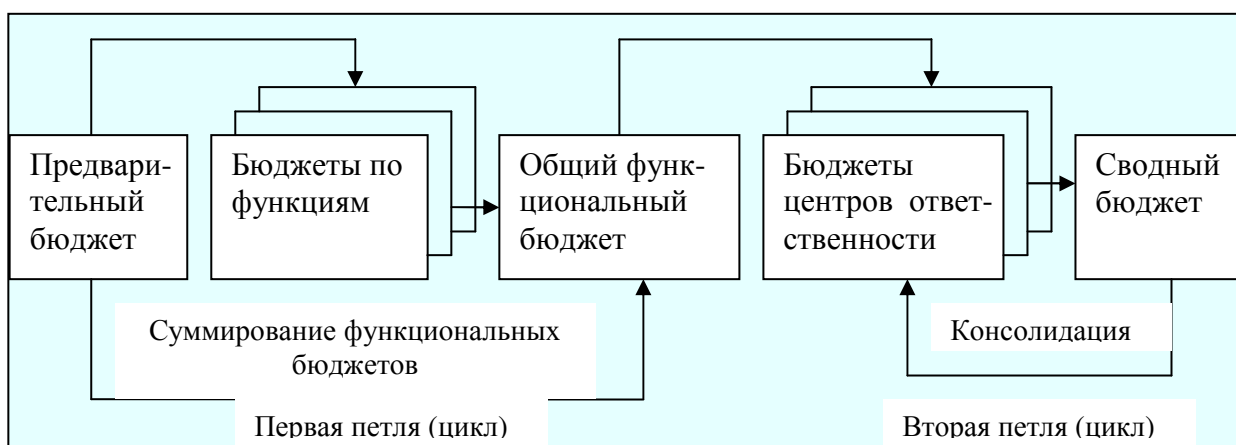 Предвари-
тельный
бюджет
Бюджеты по
функциям
Общий функ-
циональный
бюджет
Бюджеты
центров ответ-
ственности
Сводный
бюджет
Суммирование функциональных
бюджетов
Консолидация
Первая петля (цикл)
Вторая петля (цикл)